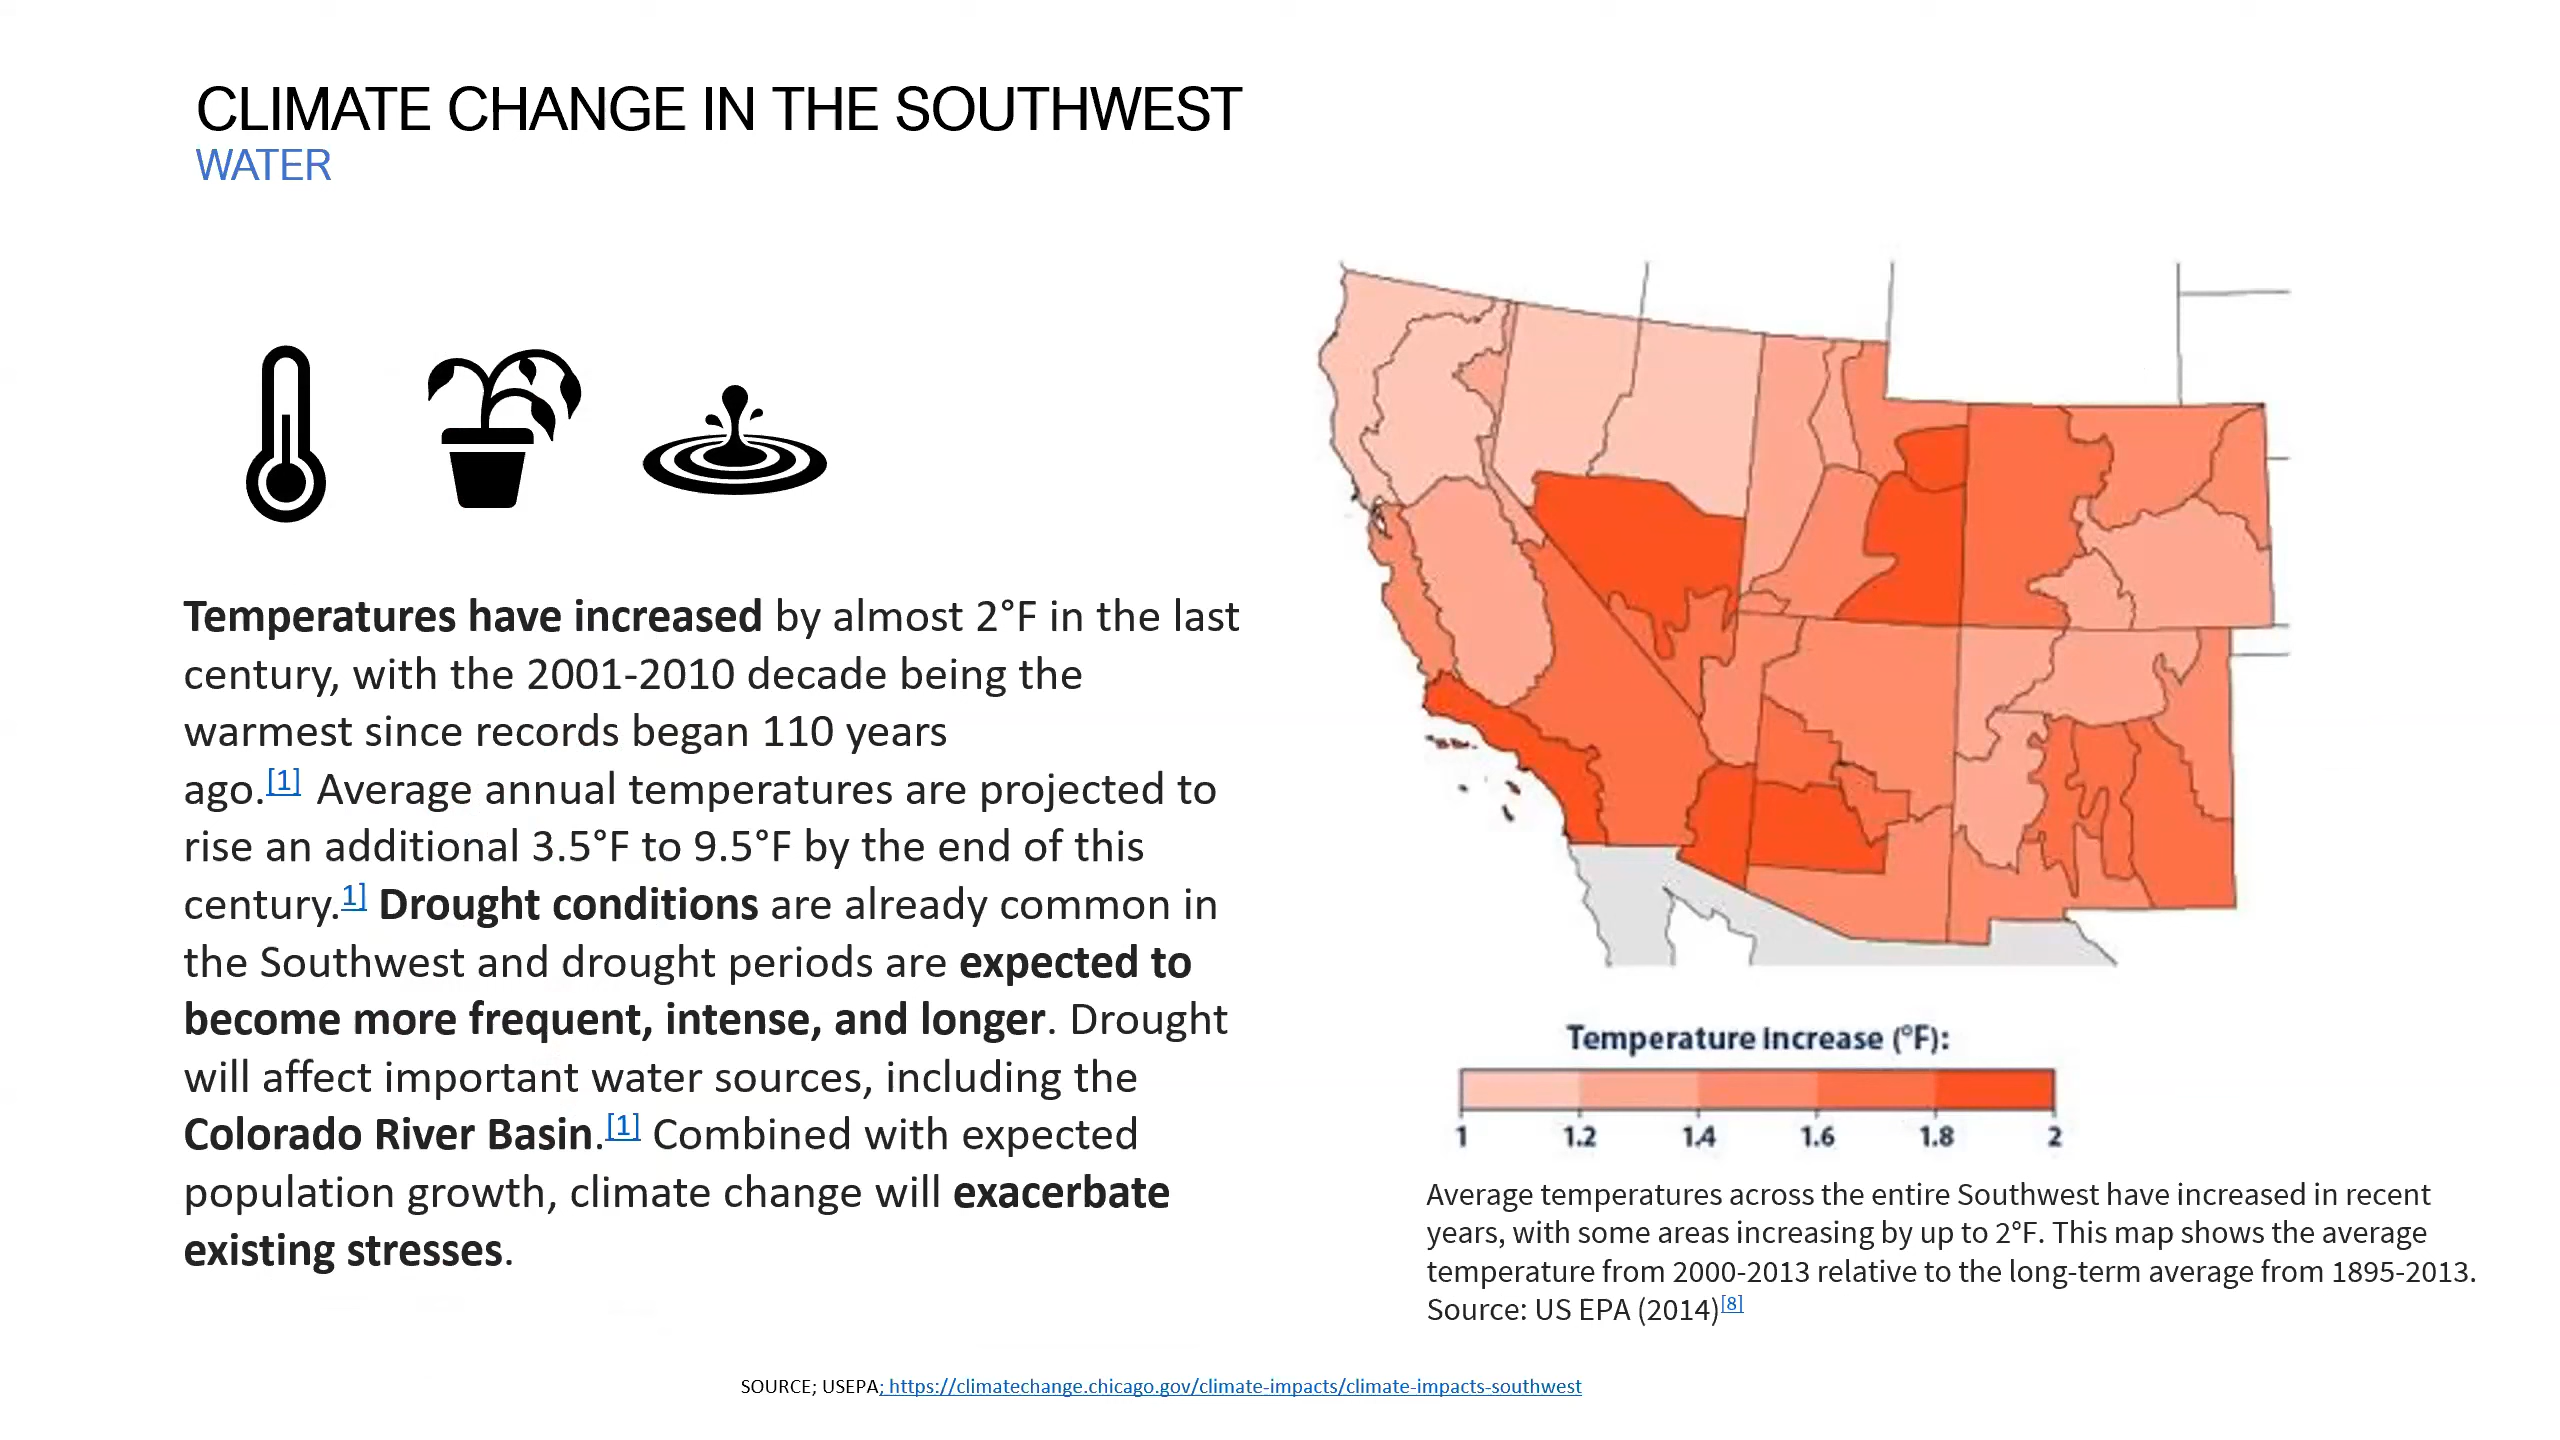 CLIMATE CHANGE IN THE SOUTHWEST
WATER
Temperatures have increased by almost 2°F in the last
century, with the 2001-2010 decade being the
warmest since records began 110 years
ago.[1] Average annual temperatures are projected to
rise an additional 3.5°F to 9.5°F by the end of this
century.1] Drought conditions are already common in
the Southwest and drought periods are expected to
become more frequent, intense, and longer. Drought
will affect important water sources, including the
Colorado River Basin.[1] Combined with expected
population growth, climate change will exacerbate
existing stresses.
Temperature Increase (°F):
1 1.2 1.4 1.6 1.8 2
Average temperatures across the entire Southwest have increased in recent
years, with some areas increasing by up to 2°F. This map shows the average
temperature from 2000-2013 relative to the long-term average from 1895-2013.
Source: US EPA (2014)[8]
SOURCE; USEPA; https://climatechange.chicago.gov/climate-impacts/climate-impacts-southwest